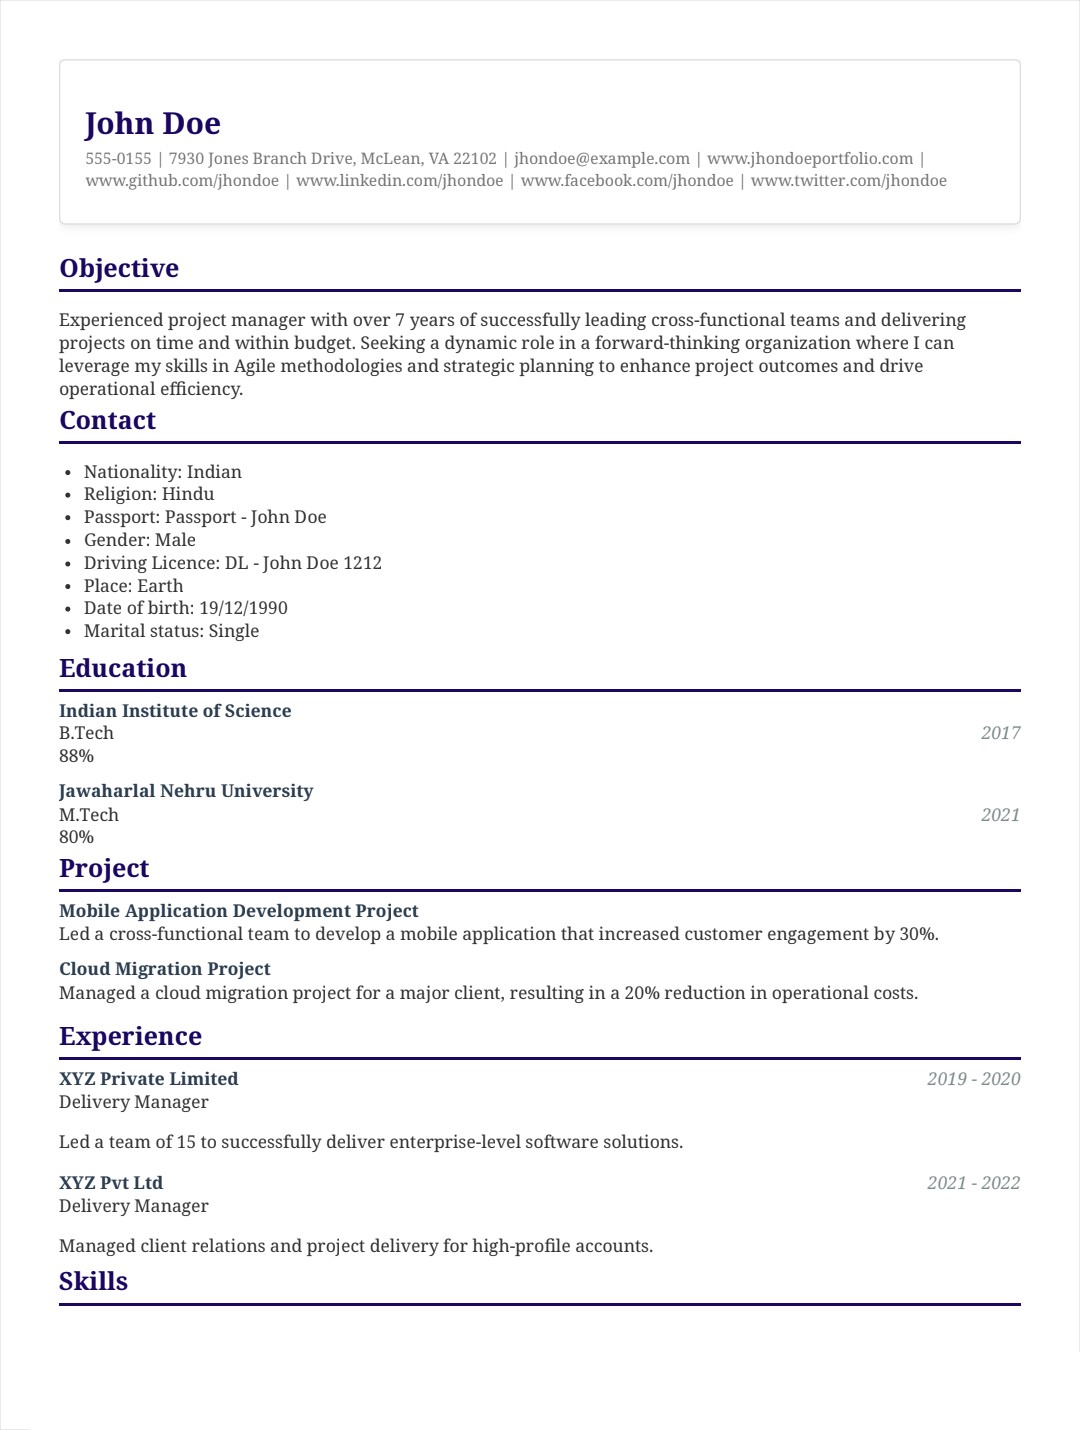 John Doe
555-0155 | 7930 Jones Branch Drive, McLean, VA 22102 | jhondoe@example.com | www.jhondoeportfolio.com |
www.github.com/jhondoe | www.linkedin.com/jhondoe | www.facebook.com/jhondoe | www.twitter.com/jhondoe
Objective
Experienced project manager with over 7 years of successfully leading cross-functional teams and delivering
projects on time and within budget. Seeking a dynamic role in a forward-thinking organization where I can
leverage my skills in Agile methodologies and strategic planning to enhance project outcomes and drive
operational efficiency.
Contact
• Nationality: Indian
• Religion: Hindu
• Passport: Passport - John Doe
• Gender: Male
• Driving Licence: DL - John Doe 1212
• Place: Earth
• Date of birth: 19/12/1990
• Marital status: Single
Education
Indian Institute of Science
B.Tech 2017
88%
Jawaharlal Nehru University
M.Tech 2021
80%
Project
Mobile Application Development Project
Led a cross-functional team to develop a mobile application that increased customer engagement by 30%.
Cloud Migration Project
Managed a cloud migration project for a major client, resulting in a 20% reduction in operational costs.
Experience
XYZ Private Limited 2019 - 2020
Delivery Manager
Led a team of 15 to successfully deliver enterprise-level software solutions.
XYZ Pvt Ltd 2021 - 2022
Delivery Manager
Managed client relations and project delivery for high-profile accounts.
Skills